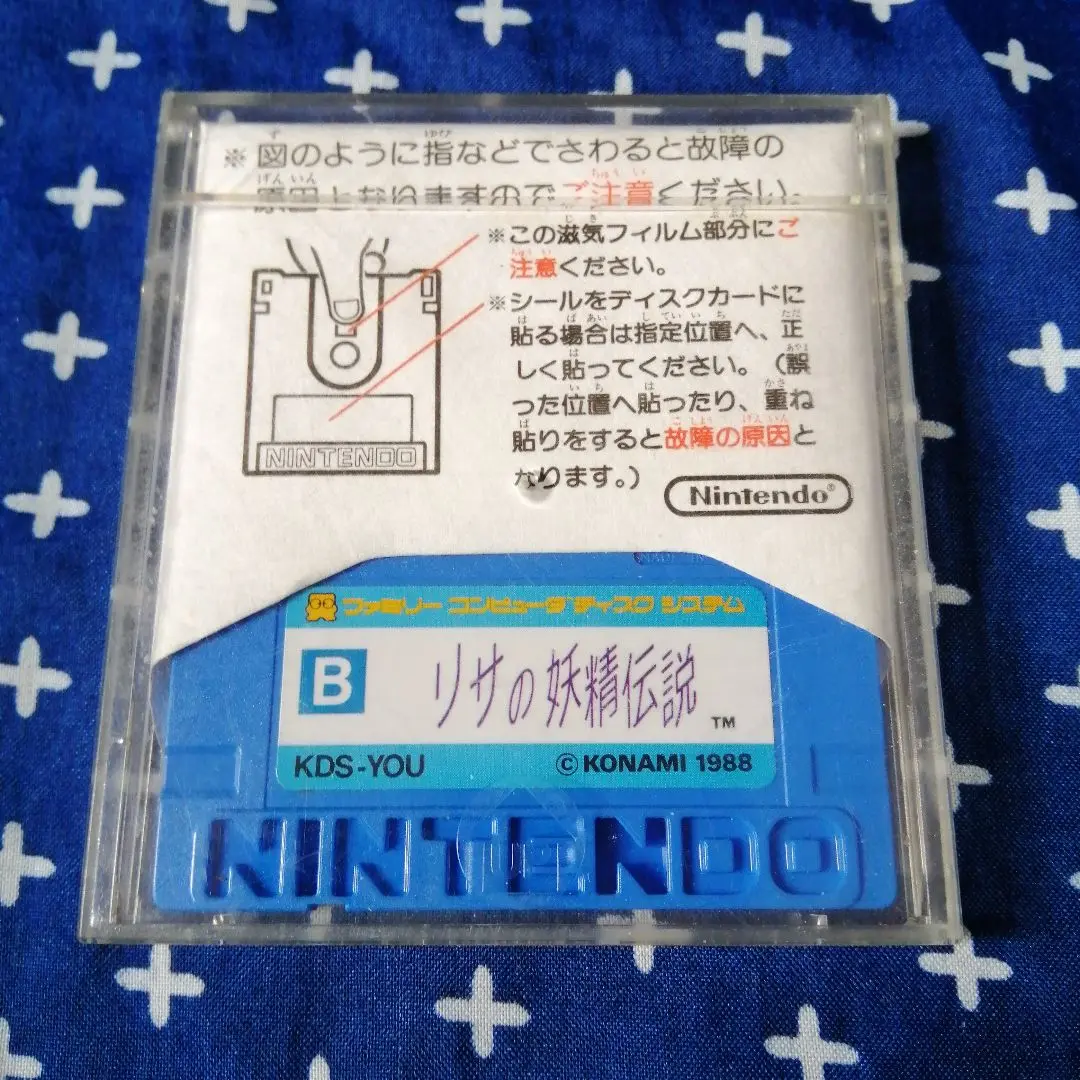 ※図のように指などでさわると故障の
原因となりますのでご注意ください。
※この滋気フィルム部分にご
注意ください。
※シールをディスクカードに
貼る場合は指定位置へ、正
しく貼ってください。（誤
った位置へ貼ったり、重ね
貼りをすると故障の原因と
なります。）
NINTENDO
Nintendo®
ファミリー コンピュータ ディスク システム
B
リサの妖精伝説™
KDS-YOU
© KONAMI 1988
NINTENDO